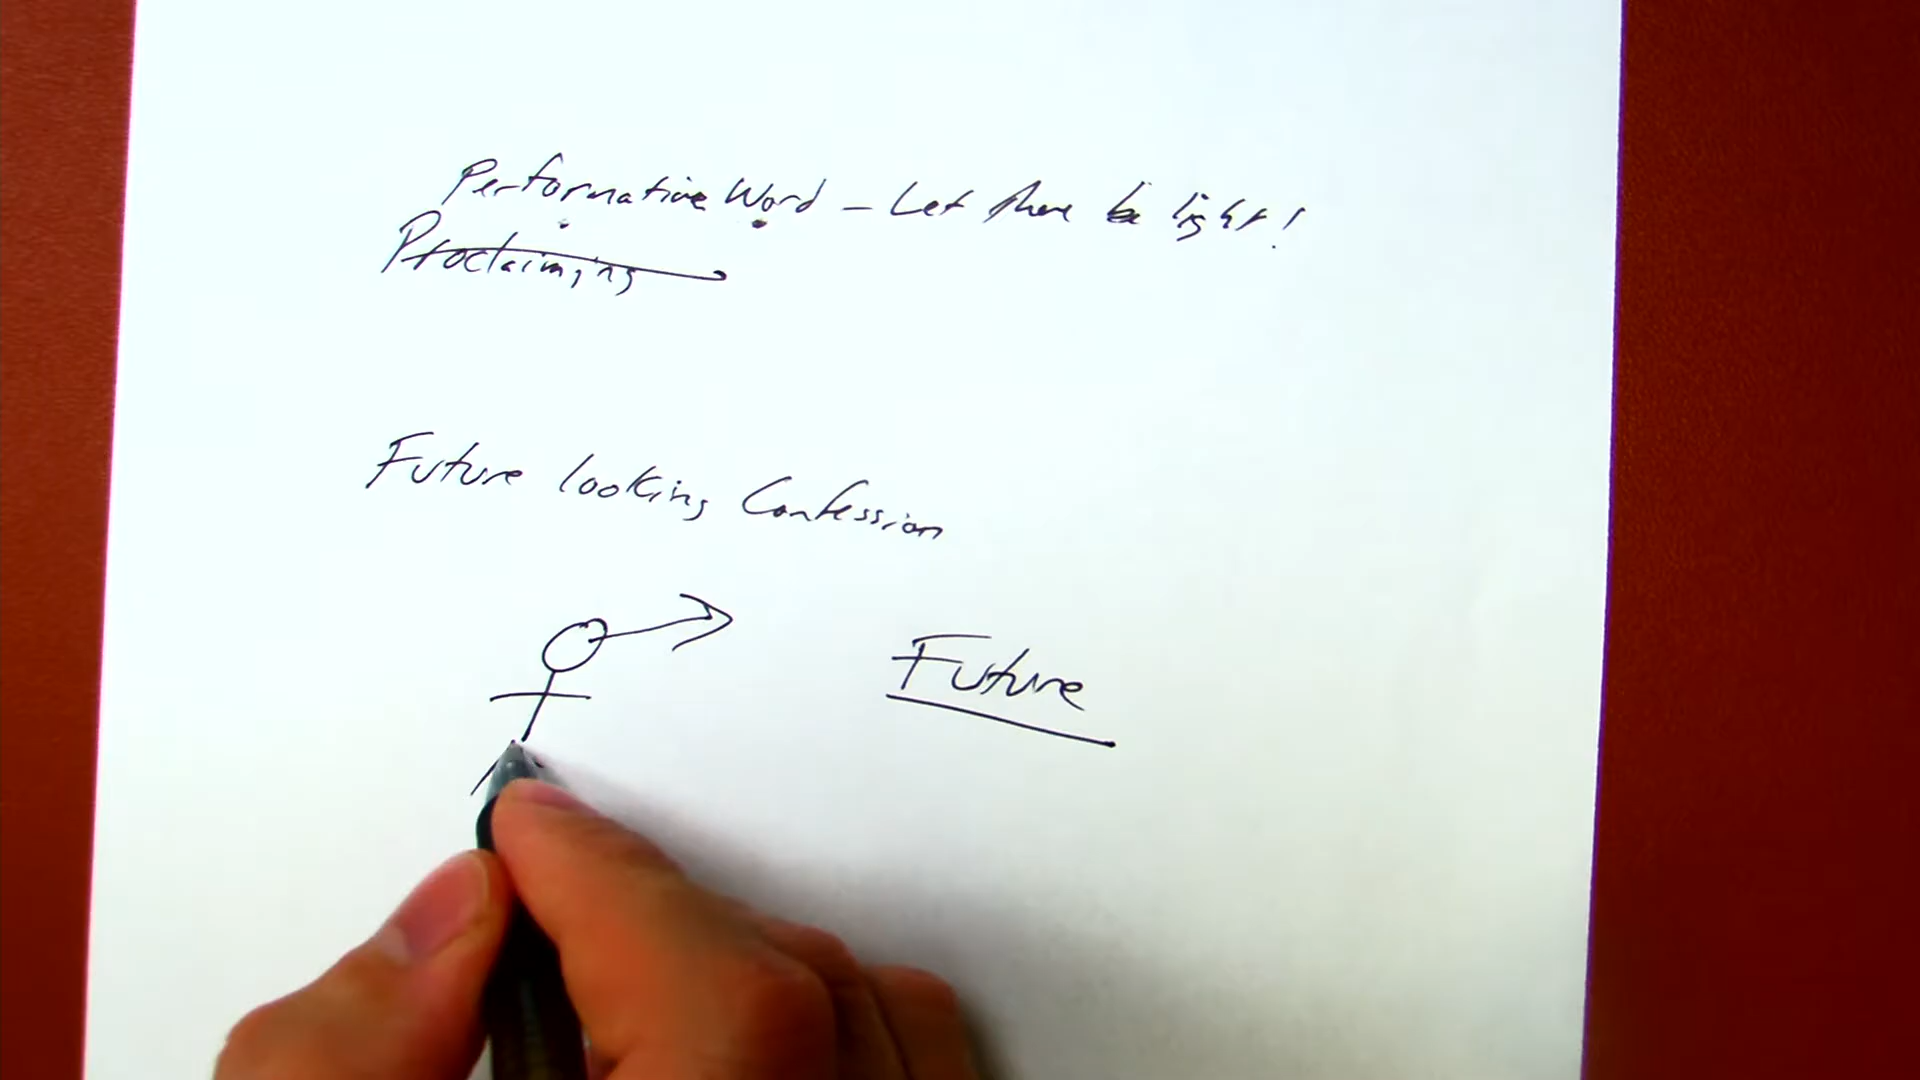 Performative Word – Let there be light!
Proclaiming
Future looking Confession
Future